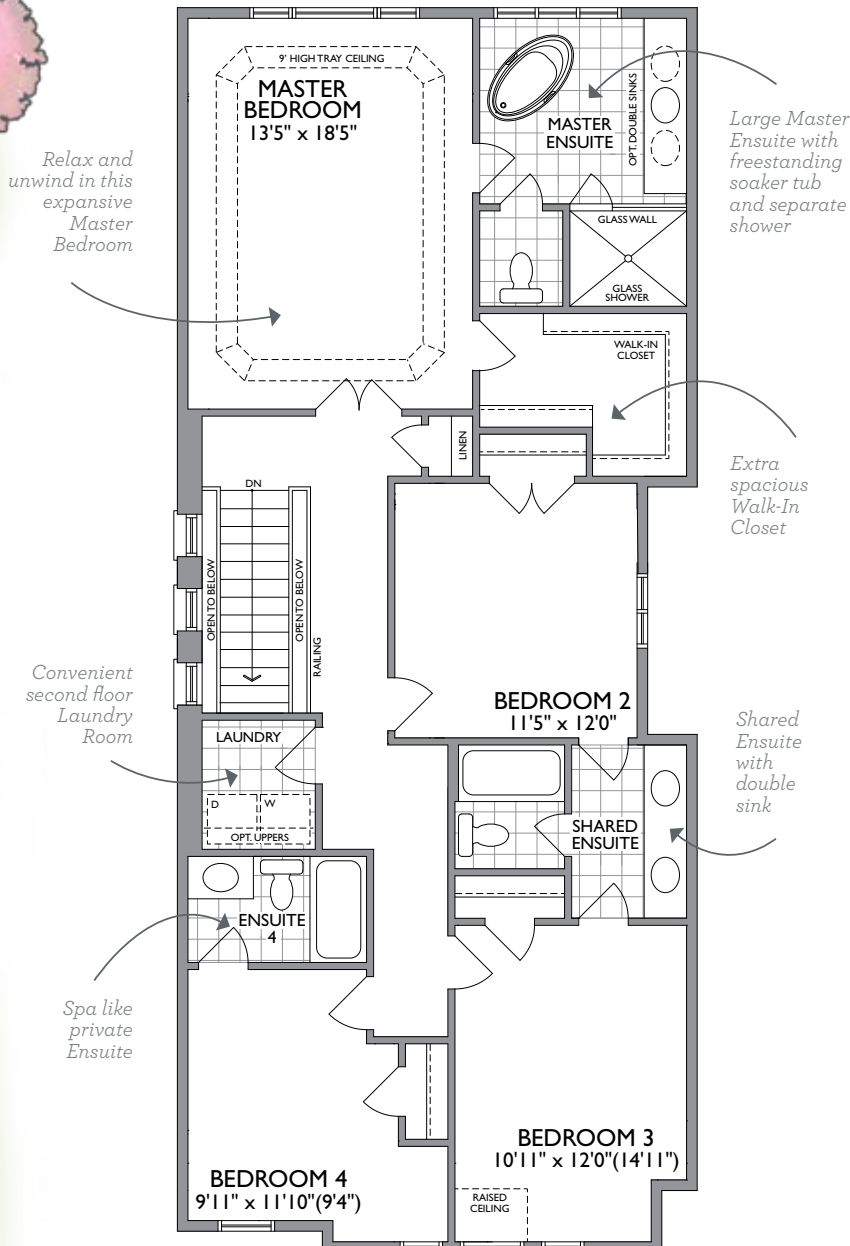 9' HIGH TRAY CEILING
MASTER
BEDROOM
13'5" x 18'5"
MASTER
ENSUITE
OPT. DOUBLE SINKS
Large Master
Ensuite with
freestanding
soaker tub
and separate
shower
Relax and
unwind in this
expansive
Master
Bedroom
GLASS WALL
GLASS
SHOWER
WALK-IN
CLOSET
LINEN
Extra
spacious
Walk-In
Closet
DN
OPEN TO BELOW
OPEN TO BELOW
RAILING
BEDROOM 2
11'5" x 12'0"
Convenient
second floor
Laundry
Room
LAUNDRY
D
W
OPT. UPPERS
Shared
Ensuite
with
double
sink
SHARED
ENSUITE
ENSUITE
4
Spa like
private
Ensuite
BEDROOM 3
10'11" x 12'0"(14'11")
BEDROOM 4
9'11" x 11'10"(9'4")
RAISED
CEILING